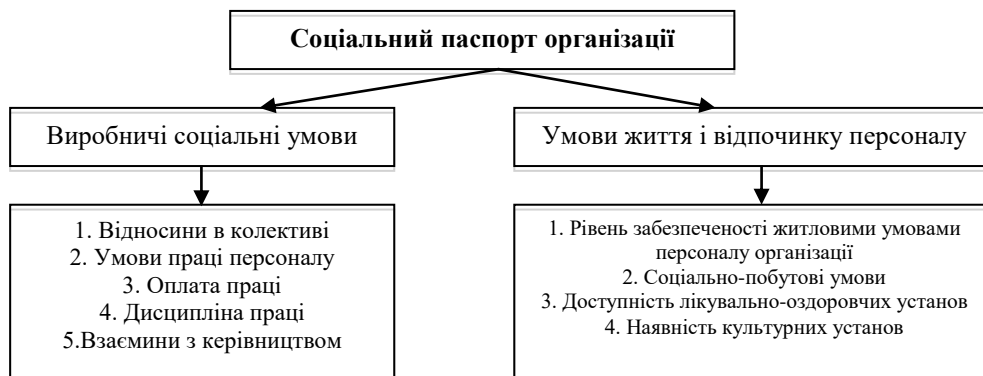 Соціальний паспорт організації
Виробничі соціальні умови
Умови життя і відпочинку персоналу
1. Відносини в колективі
2. Умови праці персоналу
3. Оплата праці
4. Дисципліна праці
5.Взаємини з керівництвом
1. Рівень забезпеченості житловими умовами
персоналу організації
2. Соціально-побутові умови
3. Доступність лікувально-оздоровчих установ
4. Наявність культурних установ